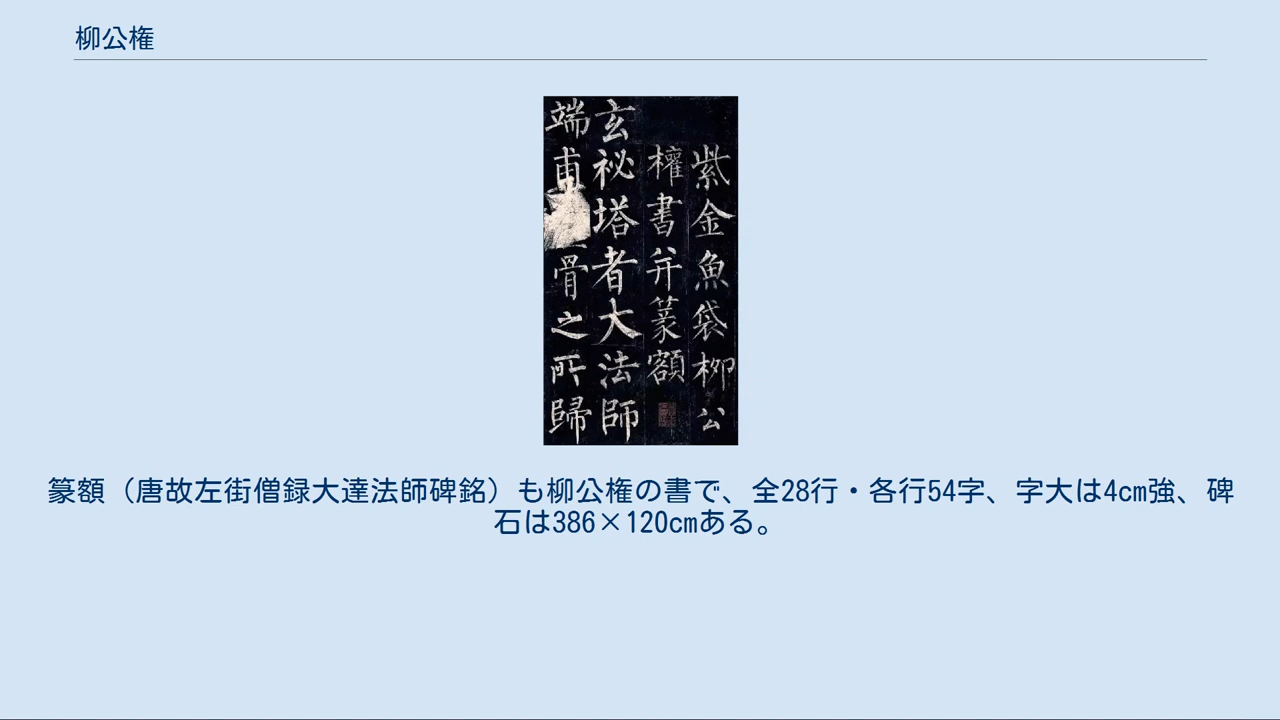 柳公権
紫金魚袋柳公
權書并篆額
玄祕塔者大法師
端甫骨之所歸
篆額（唐故左街僧録大達法師碑銘）も柳公権の書で、全28行・各行54字、字大は4cm強、碑
石は386×120cmある。